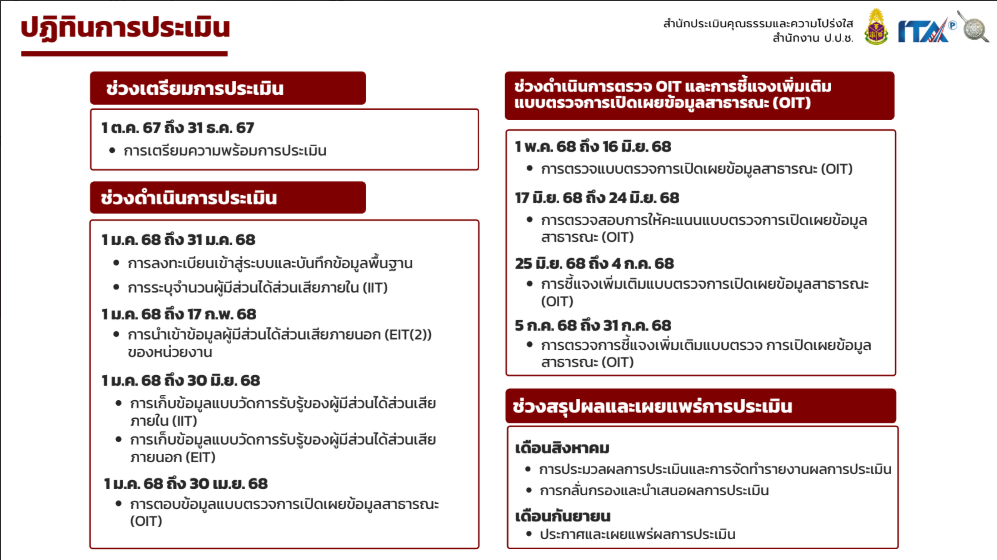 ปฏิทินการประเมิน
สำนักประเมินคุณธรรมและความโปร่งใส
สำนักงาน ป.ป.ช.
ITA
P
ช่วงเตรียมการประเมิน
1 ต.ค. 67 ถึง 31 ธ.ค. 67
• การเตรียมความพร้อมการประเมิน
ช่วงดำเนินการประเมิน
1 ม.ค. 68 ถึง 31 ม.ค. 68
• การลงทะเบียนเข้าสู่ระบบและบันทึกข้อมูลพื้นฐาน
• การระบุจำนวนผู้มีส่วนได้ส่วนเสียภายใน (IIT)
1 ม.ค. 68 ถึง 17 ก.พ. 68
• การนำเข้าข้อมูลผู้มีส่วนได้ส่วนเสียภายนอก (EIT(2))
ของหน่วยงาน
1 ม.ค. 68 ถึง 30 มิ.ย. 68
• การเก็บข้อมูลแบบวัดการรับรู้ของผู้มีส่วนได้ส่วนเสีย
ภายใน (IIT)
• การเก็บข้อมูลแบบวัดการรับรู้ของผู้มีส่วนได้ส่วนเสีย
ภายนอก (EIT)
1 ม.ค. 68 ถึง 30 เม.ย. 68
• การตอบข้อมูลแบบตรวจการเปิดเผยข้อมูลสาธารณะ
(OIT)
ช่วงดำเนินการตรวจ OIT และการชี้แจงเพิ่มเติม
แบบตรวจการเปิดเผยข้อมูลสาธารณะ (OIT)
1 พ.ค. 68 ถึง 16 มิ.ย. 68
• การตรวจแบบตรวจการเปิดเผยข้อมูลสาธารณะ (OIT)
17 มิ.ย. 68 ถึง 24 มิ.ย. 68
• การตรวจสอบการให้คะแนนแบบตรวจการเปิดเผยข้อมูล
สาธารณะ (OIT)
25 มิ.ย. 68 ถึง 4 ก.ค. 68
• การชี้แจงเพิ่มเติมแบบตรวจการเปิดเผยข้อมูลสาธารณะ
(OIT)
5 ก.ค. 68 ถึง 31 ก.ค. 68
• การตรวจการชี้แจงเพิ่มเติมแบบตรวจ การเปิดเผยข้อมูล
สาธารณะ (OIT)
ช่วงสรุปผลและเผยแพร่การประเมิน
เดือนสิงหาคม
• การประมวลผลการประเมินและการจัดทำรายงานผลการประเมิน
• การกลั่นกรองและนำเสนอผลการประเมิน
เดือนกันยายน
• ประกาศและเผยแพร่ผลการประเมิน